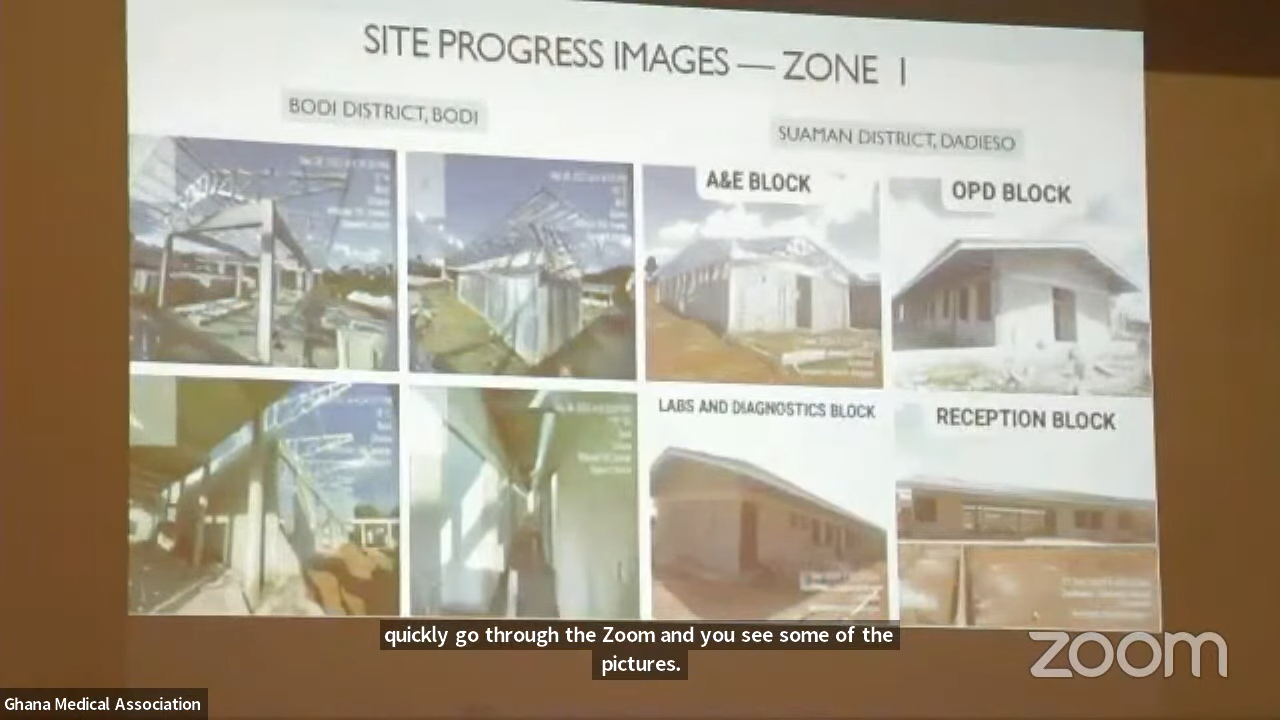 SITE PROGRESS IMAGES — ZONE 1
BODI DISTRICT, BODI
SUAMAN DISTRICT, DADIESO
A&E BLOCK
OPD BLOCK
LABS AND DIAGNOSTICS BLOCK
RECEPTION BLOCK
quickly go through the Zoom and you see some of the
pictures.
zoom
Ghana Medical Association